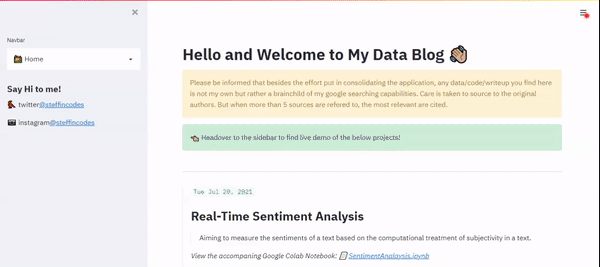 Navbar
Home
Say Hi to me!
twitter@steffincodes
instagram@steffincodes
Hello and Welcome to My Data Blog
Please be informed that besides the effort put in consolidating the application, any data/code/writeup you find here
is not my own but rather a brainchild of my google searching capabilities. Care is taken to source to the original
authors. But when more than 5 sources are refered to, the most relevant are cited.
Headover to the sidebar to find live demo of the below projects!
Tue Jul 20, 2021
Real-Time Sentiment Analysis
Aiming to measure the sentiments of a text based on the computational treatment of subjectivity in a text.
View the accompaning Google Colab Notebook: SentimentAnalaysis.ipynb